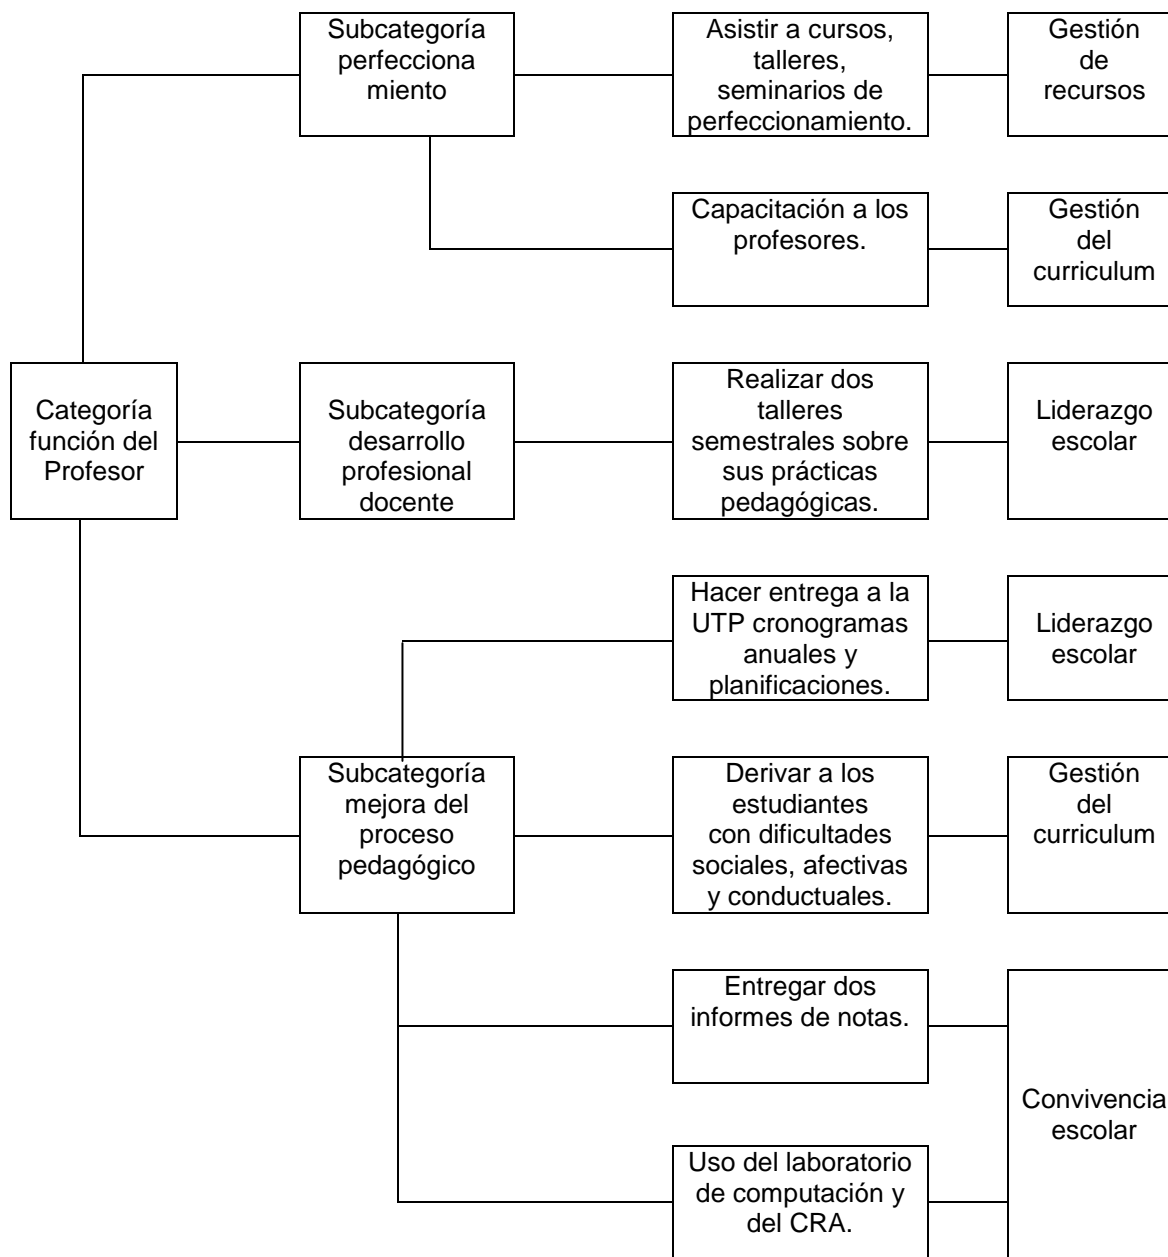 Subcategoría
perfecciona
miento
Asistir a cursos,
talleres,
seminarios de
perfeccionamiento.
Gestión
de
recursos
Capacitación a los
profesores.
Gestión
del
curriculum
Categoría
función del
Profesor
Subcategoría
desarrollo
profesional
docente
Realizar dos
talleres
semestrales sobre
sus prácticas
pedagógicas.
Liderazgo
escolar
Hacer entrega a la
UTP cronogramas
anuales y
planificaciones.
Liderazgo
escolar
Subcategoría
mejora del
proceso
pedagógico
Derivar a los
estudiantes
con dificultades
sociales, afectivas
y conductuales.
Gestión
del
curriculum
Entregar dos
informes de notas.
Convivencia
escolar
Uso del laboratorio
de computación y
del CRA.